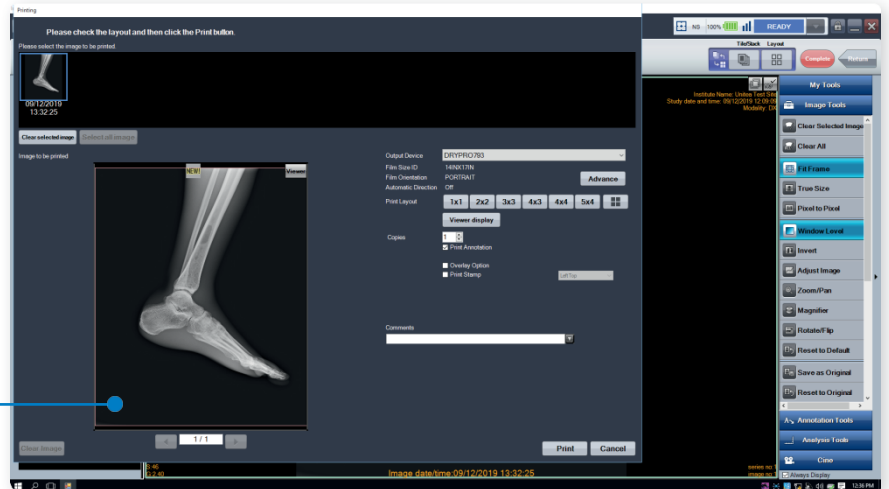 Printing
Please check the layout and then click the Print button.
Please select the image to be printed.
09/12/2019
13:32:25
Clear selected image
Select all image
Image to be printed
NEW!
Viewer
Output Device
DRYPRO793
Film Size ID
14INX17IN
Film Orientation
PORTRAIT
Automatic Direction
Off
Advance
Print Layout
1x1
2x2
3x3
4x3
4x4
5x4
Viewer display
Copies
1
Print Annotation
Overlay Option
Print Stamp
LeftTop
Comments
Clear Image
1 / 1
Print
Cancel
NS
100%
READY
Tile/Stack
Layout
Complete
Return
Institute Name: Unitea Test Site
Study date and time: 09/12/2019 12:09:09
Modality: DX
S:46
G:2.40
Image date/time:09/12/2019 13:32:25
series no:1
image no:1
My Tools
Image Tools
Clear Selected Image
Clear All
Fit Frame
True Size
Pixel to Pixel
Window Level
Invert
Adjust Image
Zoom/Pan
Magnifier
Rotate/Flip
Reset to Default
Save as Original
Reset to Original
Annotation Tools
Analysis Tools
Cine
Always Display
12:36 PM